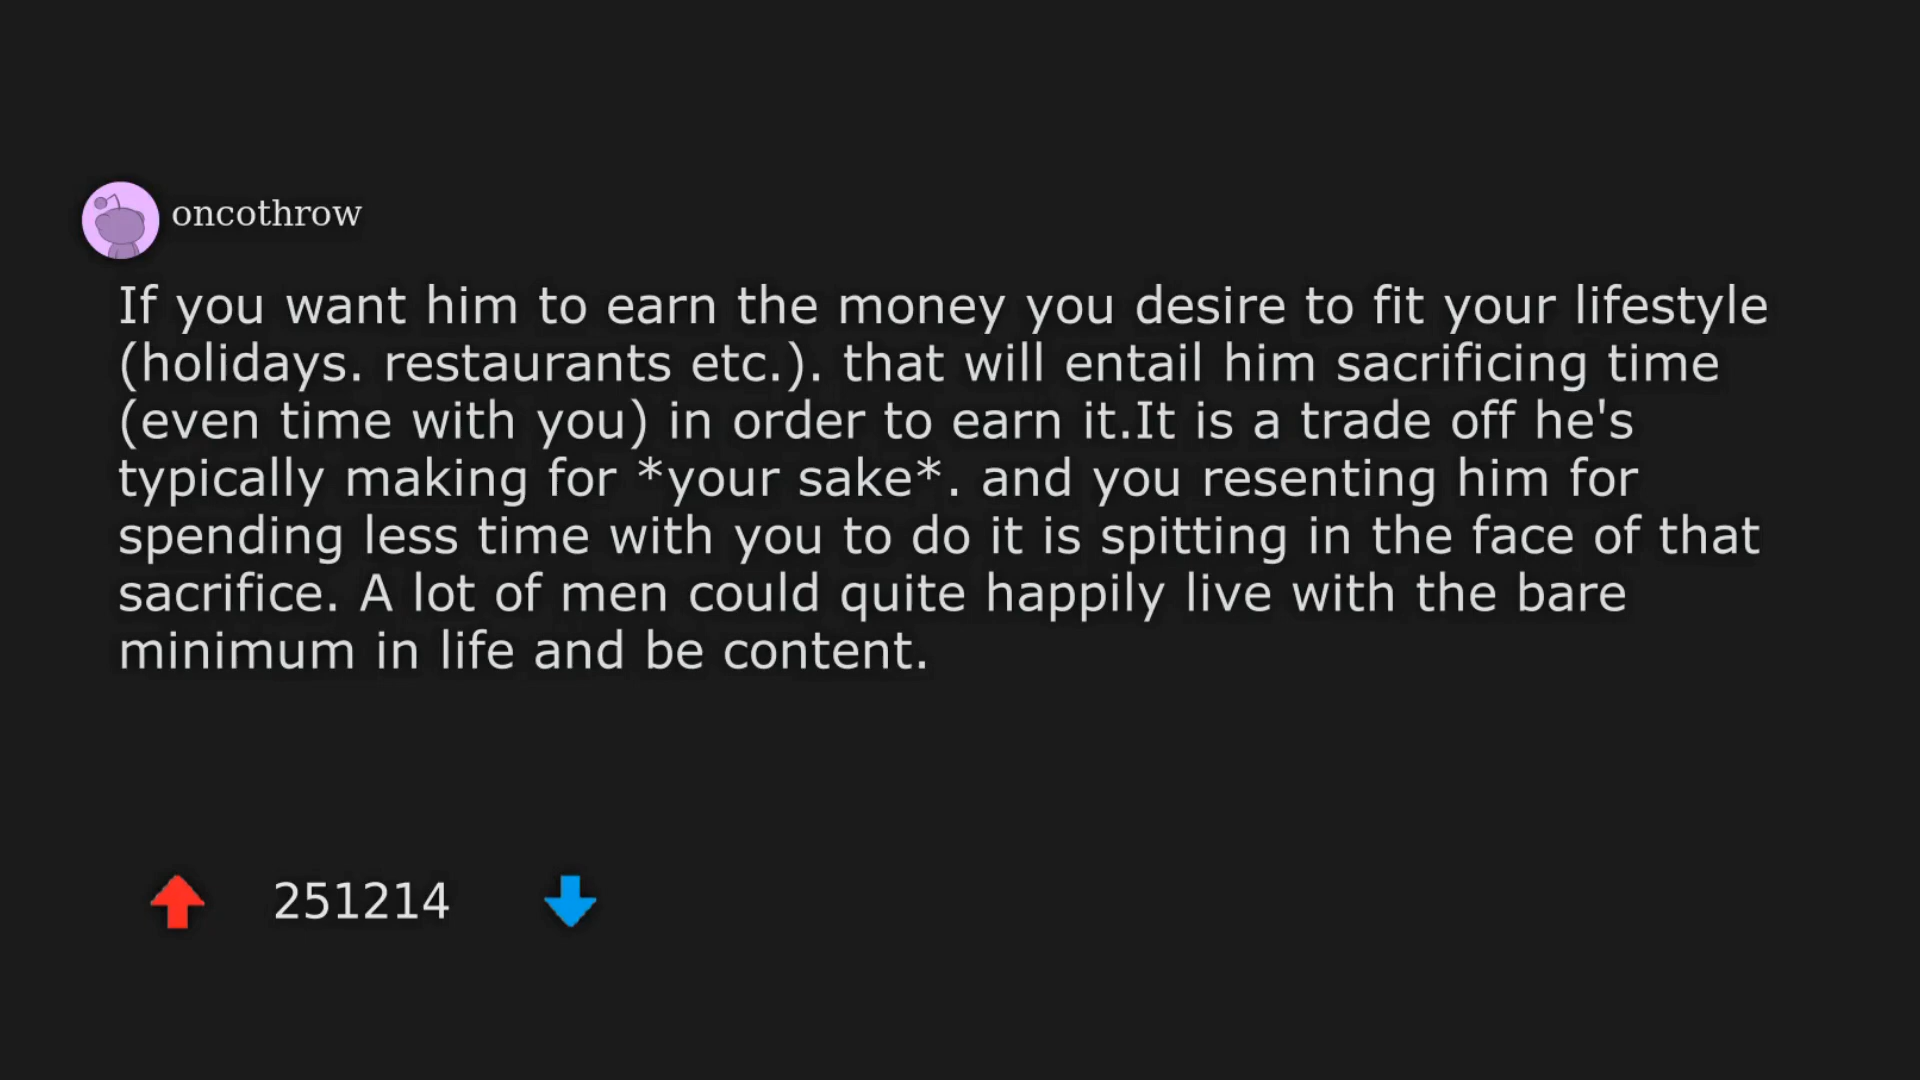 oncothrow
If you want him to earn the money you desire to fit your lifestyle
(holidays. restaurants etc.). that will entail him sacrificing time
(even time with you) in order to earn it.It is a trade off he's
typically making for *your sake*. and you resenting him for
spending less time with you to do it is spitting in the face of that
sacrifice. A lot of men could quite happily live with the bare
minimum in life and be content.
251214